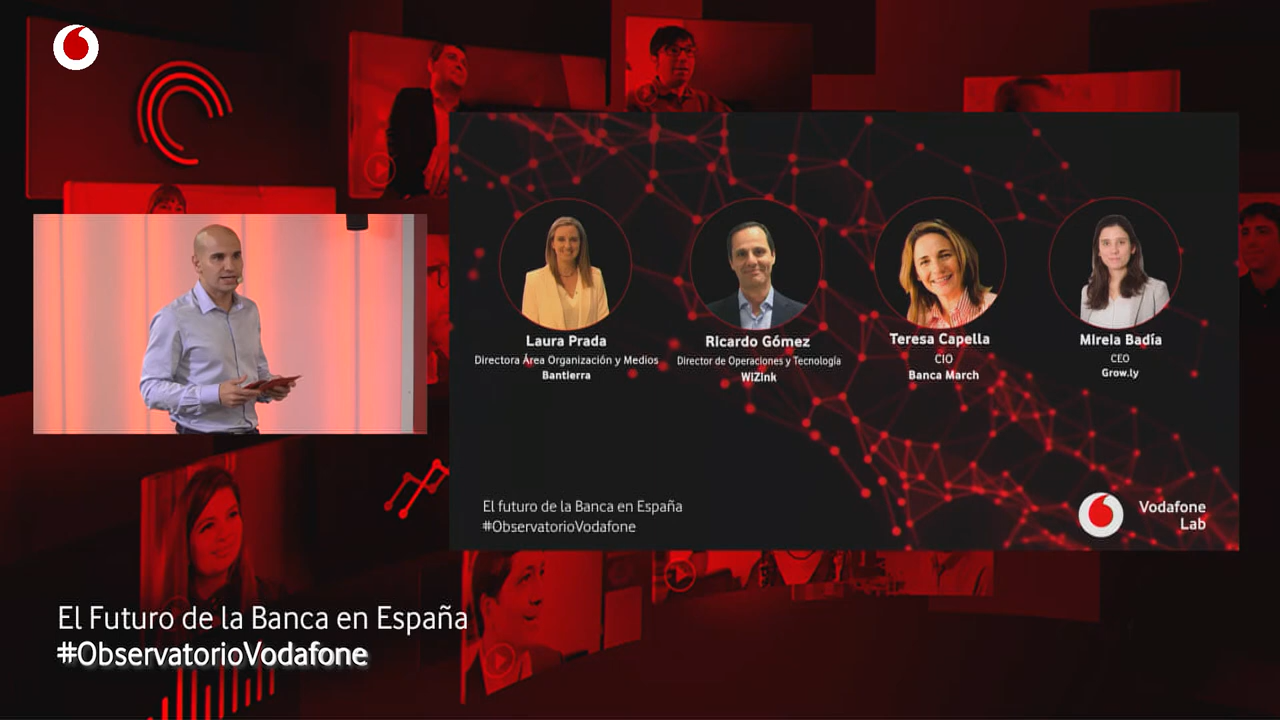 Laura Prada
Directora Área Organización y Medios
Bantierra
Ricardo Gómez
Director de Operaciones y Tecnología
WiZink
Teresa Capella
CIO
Banca March
Mireia Badía
CEO
Grow.ly
El futuro de la Banca en España
#ObservatorioVodafone
Vodafone
Lab
El Futuro de la Banca en España
#ObservatorioVodafone